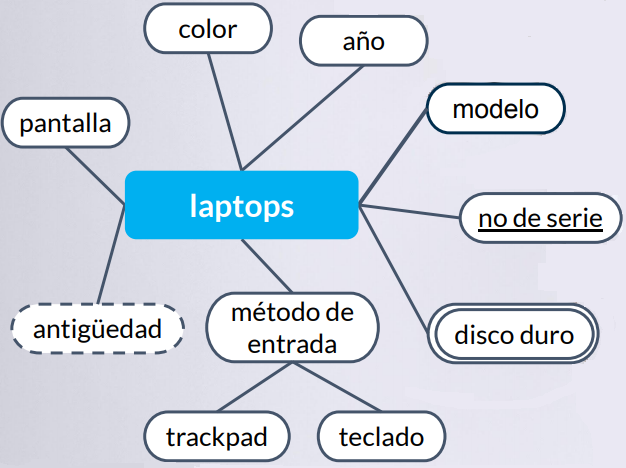 color
año
modelo
pantalla
laptops
no de serie
antigüedad
método de
entrada
disco duro
trackpad
teclado